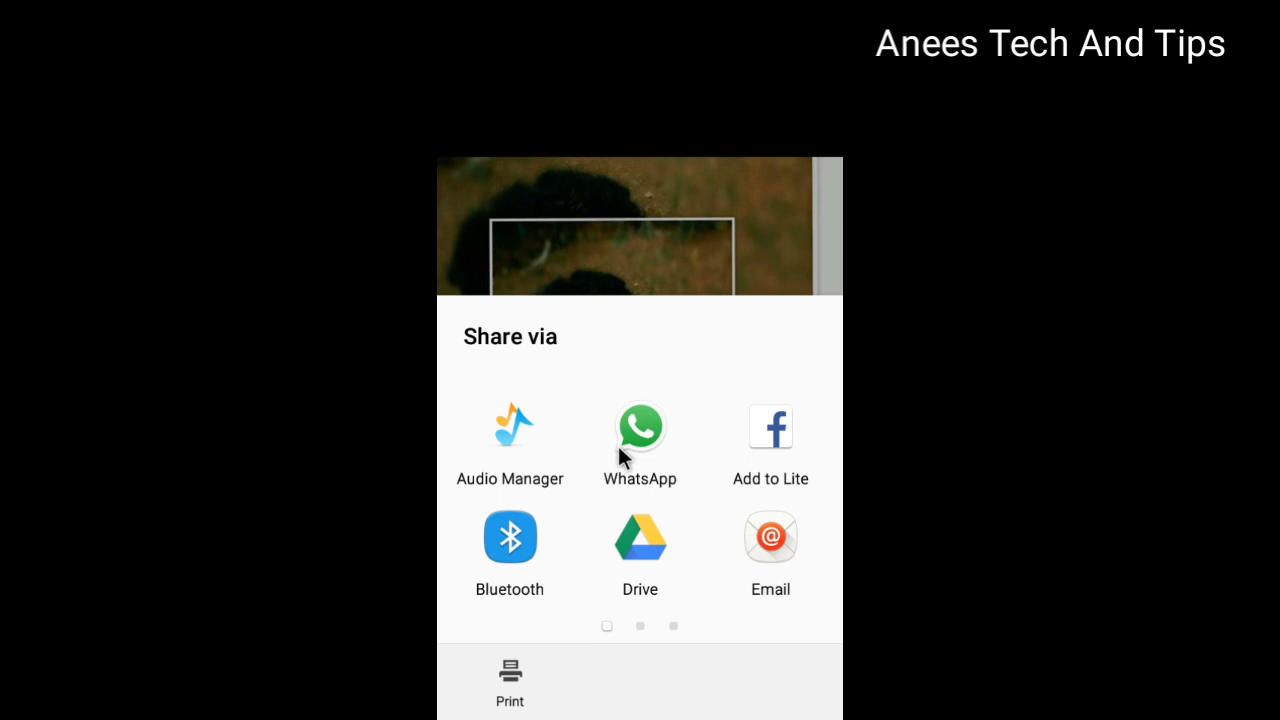 Anees Tech And Tips
Share via
Audio Manager
WhatsApp
Add to Lite
Bluetooth
Drive
Email
Print